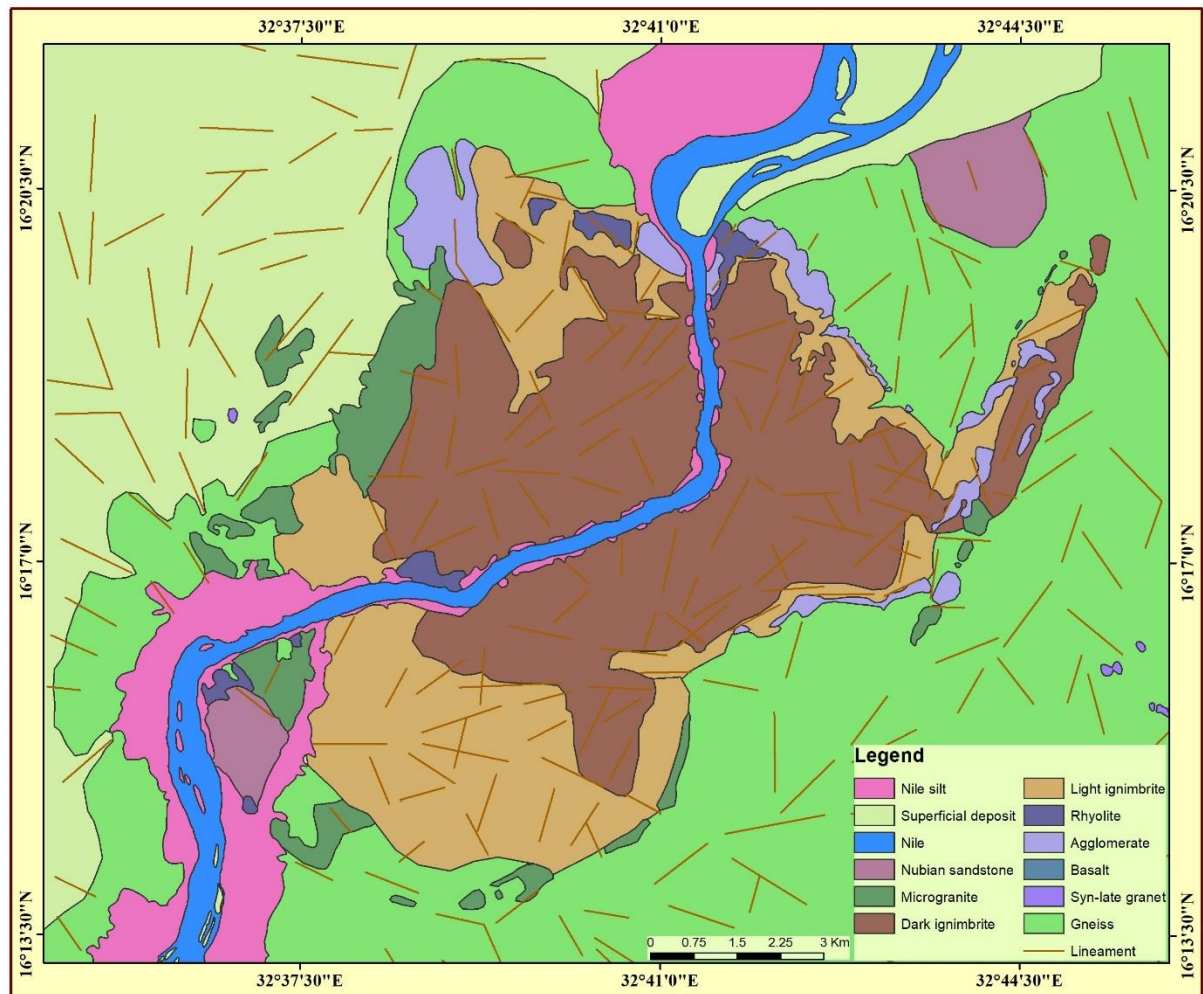 32°37'30"E
32°41'0"E
32°44'30"E
16°20'30"N
16°20'30"N
16°17'0"N
16°17'0"N
16°13'30"N
16°13'30"N
Legend
Nile silt
Superficial deposit
Nile
Nubian sandstone
Microgranite
Dark ignimbrite
Light ignimbrite
Rhyolite
Agglomerate
Basalt
Syn-late granet
Gneiss
Lineament
0 0.75 1.5 2.25 3 Km
32°37'30"E
32°41'0"E
32°44'30"E